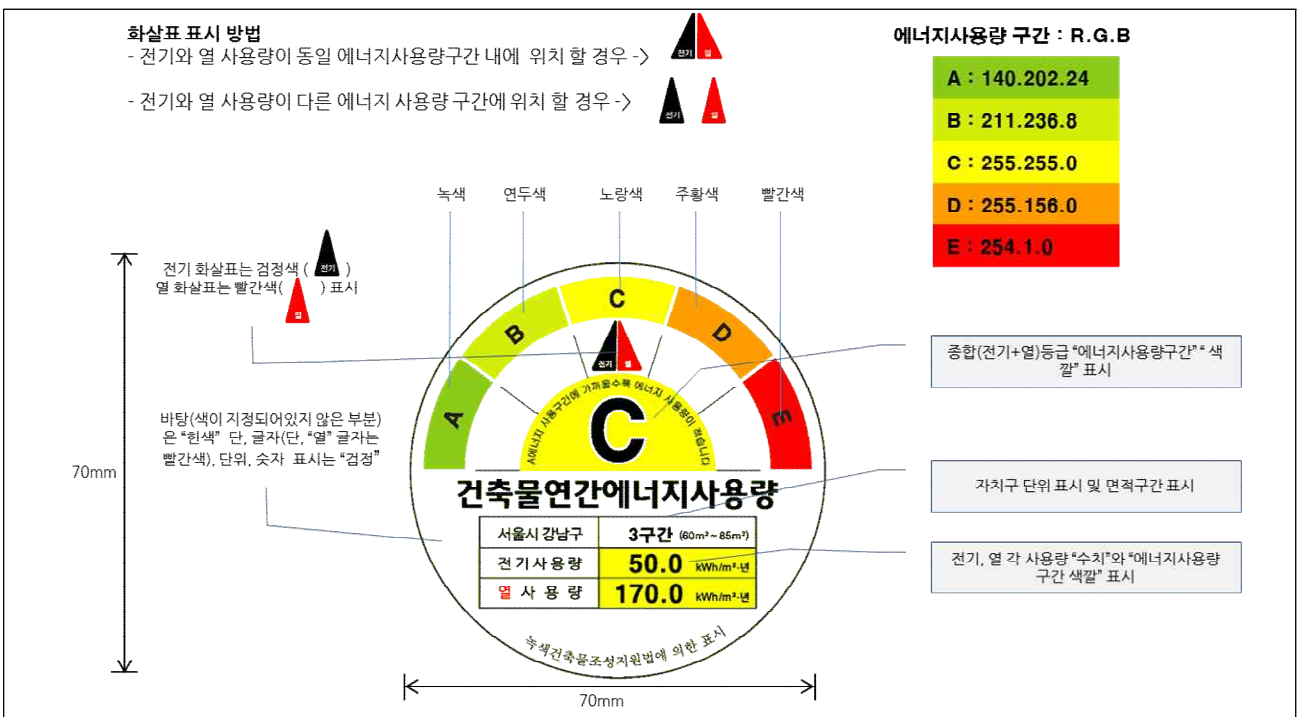 화살표 표시 방법
- 전기와 열 사용량이 동일 에너지사용량구간 내에 위치 할 경우 ->
전기 열
- 전기와 열 사용량이 다른 에너지 사용량 구간에 위치 할 경우 ->
전기 열
에너지사용량 구간 : R.G.B
A : 140.202.24
B : 211.236.8
C : 255.255.0
D : 255.156.0
E : 254.1.0
녹색 연두색 노랑색 주황색 빨간색
전기 화살표는 검정색 ( 전기 )
열 화살표는 빨간색( 열 ) 표시
바탕(색이 지정되어있지 않은 부분)
은 "흰색" 단, 글자(단, "열" 글자는
빨간색), 단위, 숫자 표시는 "검정"
70mm
A
B
C
D
E
전기 열
A에너지 사용구간에 가까울수록 에너지 사용량이 적습니다
C
건축물연간에너지사용량
서울시 강남구 3구간 (60m²~85m²)
전기사용량 50.0 kWh/m²·년
열 사 용 량 170.0 kWh/m²·년
녹색건축물조성지원법에 의한 표시
70mm
종합(전기+열)등급 "에너지사용량구간" " 색
깔" 표시
자치구 단위 표시 및 면적구간 표시
전기, 열 각 사용량 "수치"와 "에너지사용량
구간 색깔" 표시